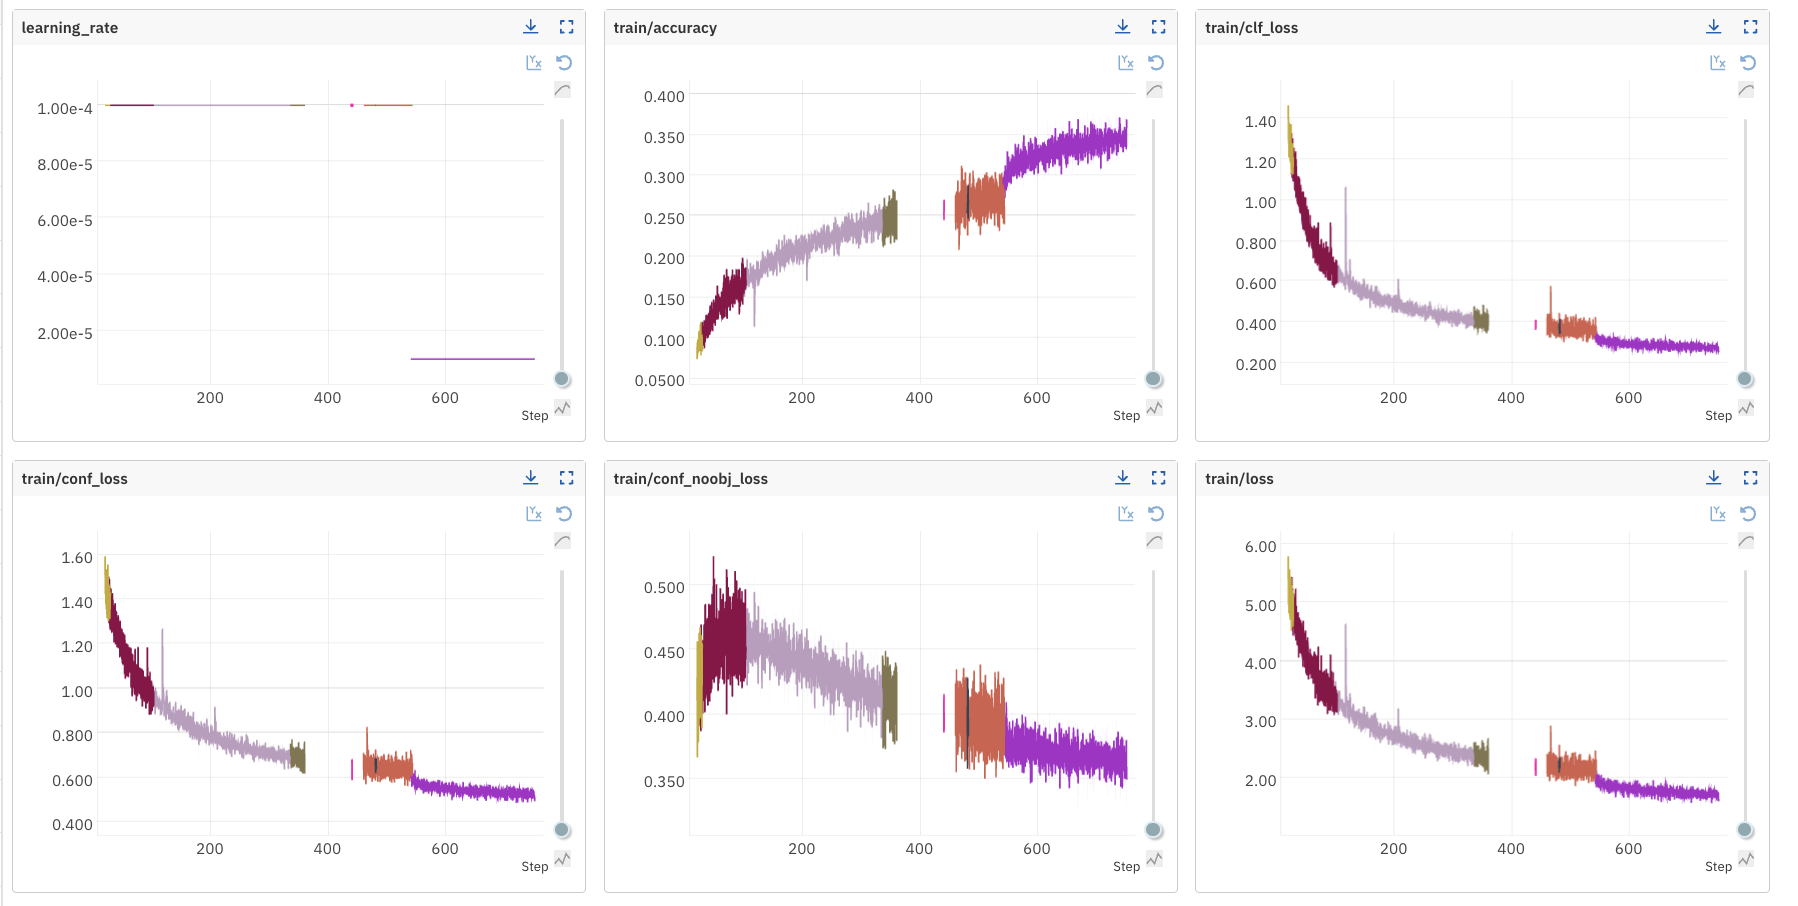 learning_rate
1.00e-4
8.00e-5
6.00e-5
4.00e-5
2.00e-5
200 400 600
Step
train/accuracy
0.400
0.350
0.300
0.250
0.200
0.150
0.100
0.0500
200 400 600
Step
train/clf_loss
1.40
1.20
1.00
0.800
0.600
0.400
0.200
200 400 600
Step
train/conf_loss
1.60
1.40
1.20
1.00
0.800
0.600
0.400
200 400 600
Step
train/conf_noobj_loss
0.500
0.450
0.400
0.350
200 400 600
Step
train/loss
6.00
5.00
4.00
3.00
2.00
200 400 600
Step